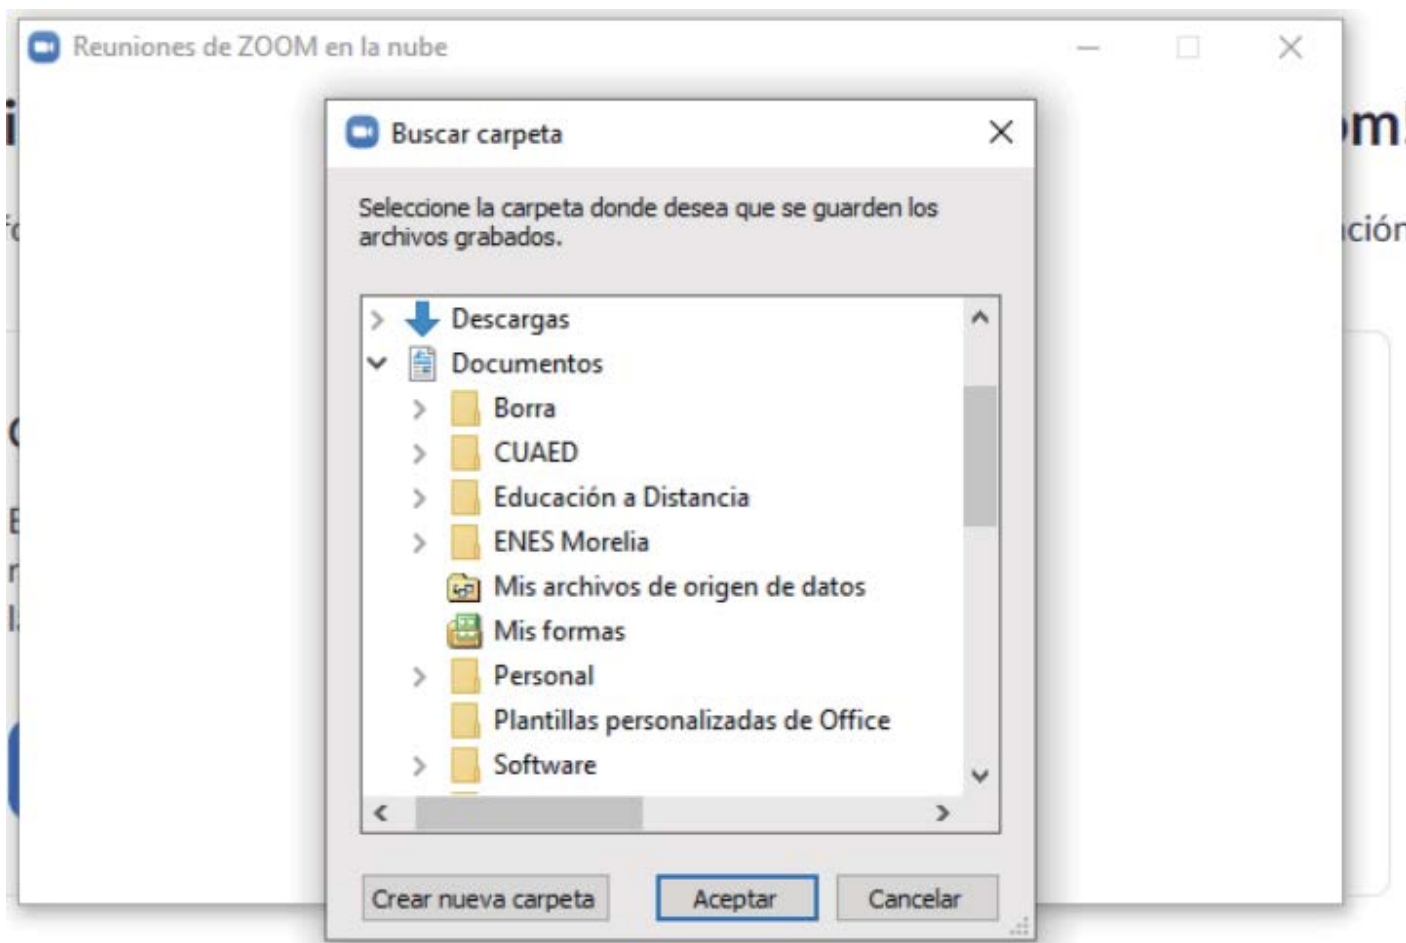 Reuniones de ZOOM en la nube
Buscar carpeta
om!
Seleccione la carpeta donde desea que se guarden los
archivos grabados.
ción
Descargas
Documentos
Borra
CUAED
Educación a Distancia
ENES Morelia
Mis archivos de origen de datos
Mis formas
Personal
Plantillas personalizadas de Office
Software
Crear nueva carpeta
Aceptar
Cancelar